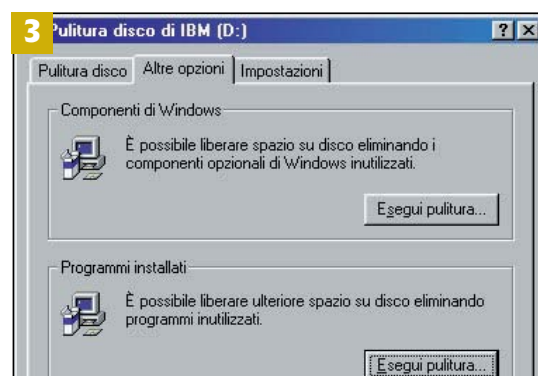 3
Pulitura disco di IBM (D:)
Pulitura disco Altre opzioni Impostazioni
Componenti di Windows
È possibile liberare spazio su disco eliminando i
componenti opzionali di Windows inutilizzati.
Esegui pulitura...
Programmi installati
È possibile liberare ulteriore spazio su disco eliminando
programmi inutilizzati.
Esegui pulitura...